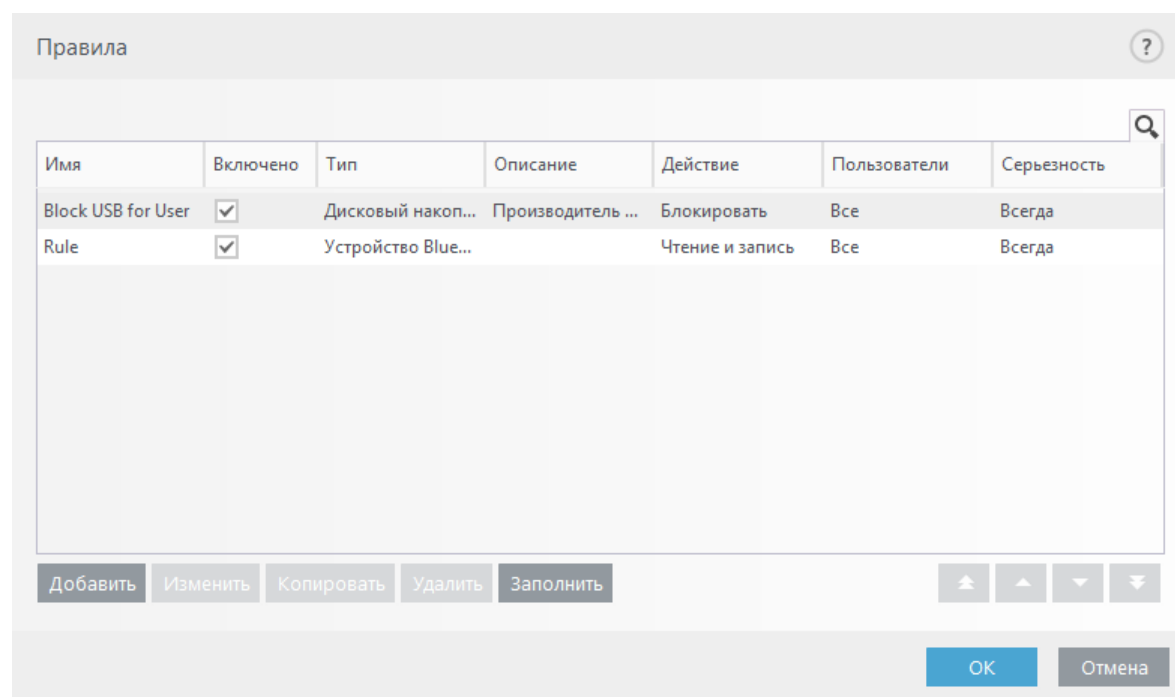 Правила
?
Имя Включено Тип Описание Действие Пользователи Серьезность
Block USB for User Дисковый накоп... Производитель ... Блокировать Все Всегда
Rule Устройство Blue... Чтение и запись Все Всегда
Добавить Изменить Копировать Удалить Заполнить
ОК Отмена